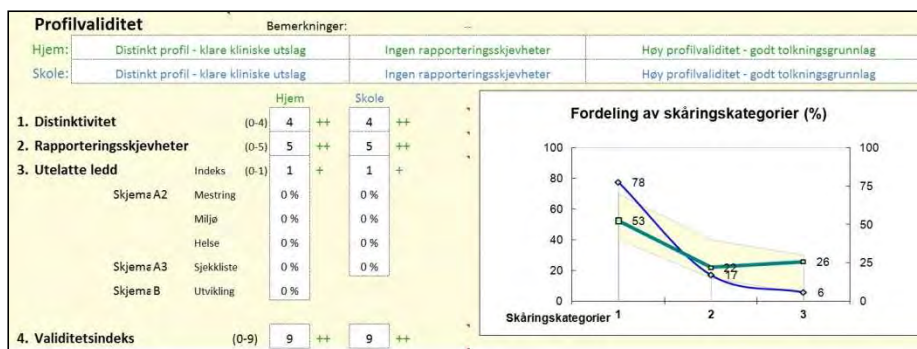 Profilvaliditet Bemerkninger: –
Hjem: Distinkt profil - klare kliniske utslag Ingen rapporteringsskjevheter Høy profilvaliditet - godt tolkningsgrunnlag
Skole: Distinkt profil - klare kliniske utslag Ingen rapporteringsskjevheter Høy profilvaliditet - godt tolkningsgrunnlag
Hjem Skole
1. Distinktivitet (0-4) 4 ++ 4 ++
2. Rapporteringsskjevheter (0-5) 5 ++ 5 ++
3. Utelatte ledd Indeks (0-1) 1 + 1 +
Skjema A2 Mestring 0 % 0 %
Miljø 0 % 0 %
Helse 0 % 0 %
Skjema A3 Sjekkliste 0 % 0 %
Skjema B Utvikling 0 %
4. Validitetsindeks (0-9) 9 ++ 9 ++
Fordeling av skåringskategorier (%)
100 100
80 78 75
60
53 50
40
22 26 25
20 17
6
0 0
Skåringskategorier 1 2 3